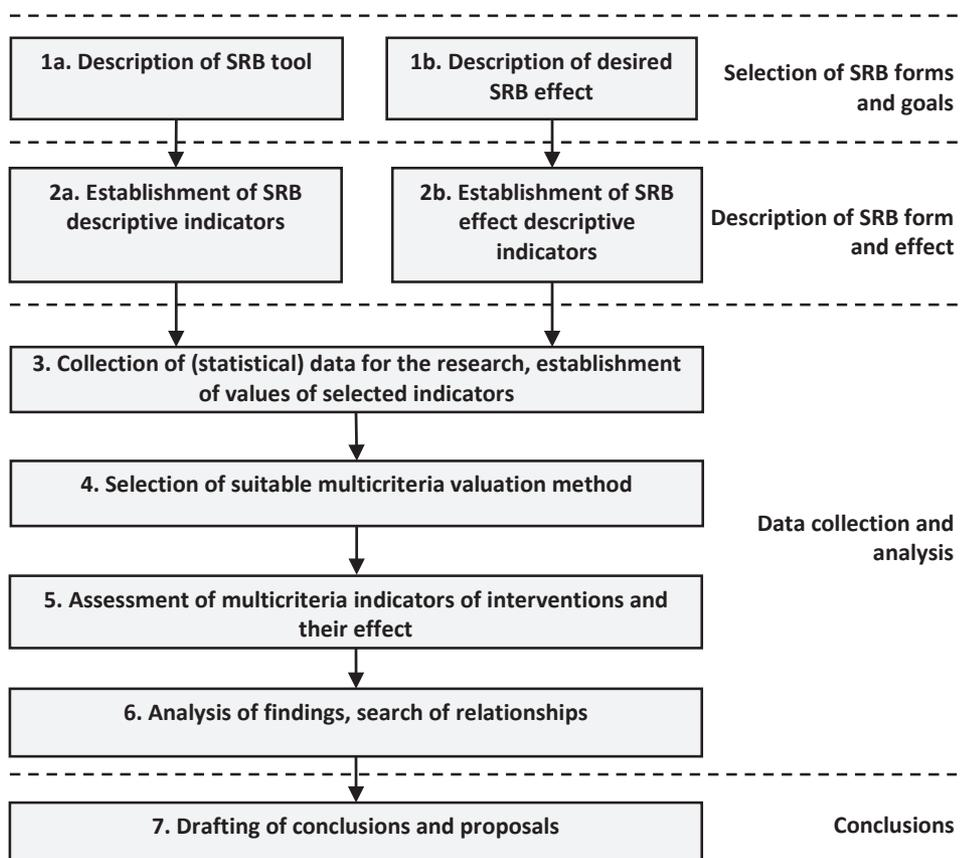 1a. Description of SRB tool
1b. Description of desired
SRB effect
Selection of SRB forms
and goals
2a. Establishment of SRB
descriptive indicators
2b. Establishment of SRB
effect descriptive
indicators
Description of SRB form
and effect
3. Collection of (statistical) data for the research, establishment
of values of selected indicators
4. Selection of suitable multicriteria valuation method
Data collection and
analysis
5. Assessment of multicriteria indicators of interventions and
their effect
6. Analysis of findings, search of relationships
7. Drafting of conclusions and proposals
Conclusions